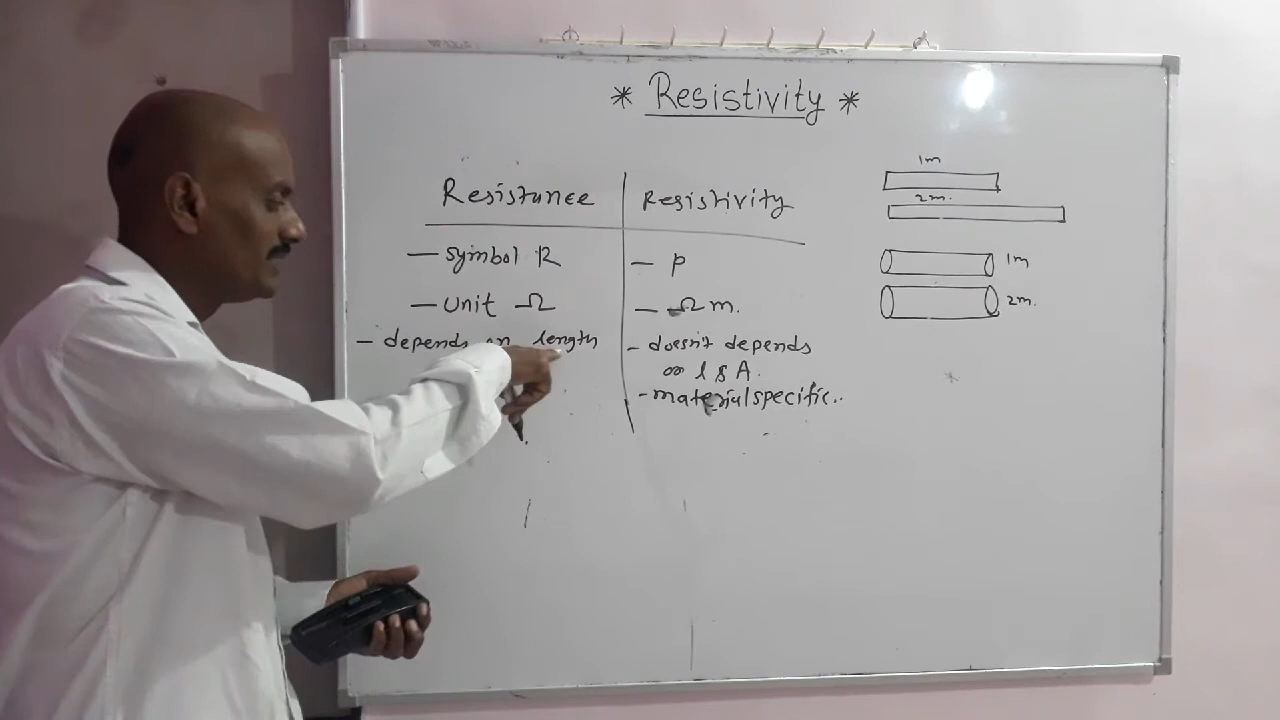 * Resistivity *
Resistance
Resistivity
— Symbol R
— ρ
— Unit Ω
— Ω m.
— depends on length
- doesn't depends
on l & A.
- material specific..
1m
2m.
1m
2m.